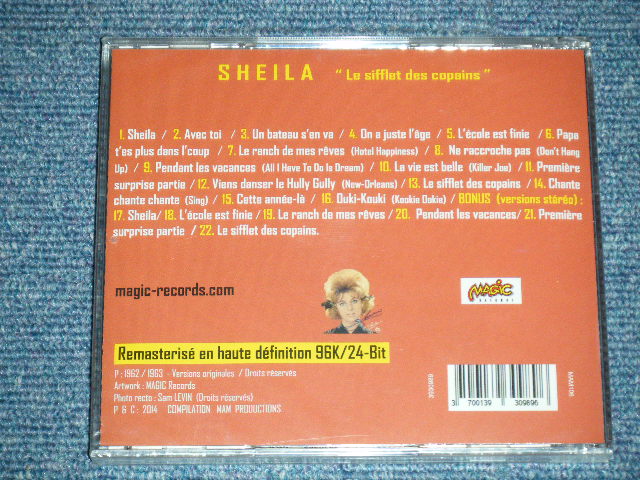 SHEILA “ Le sifflet des copains ”
1. Sheila / 2. Avec toi / 3. Un bateau s'en va / 4. On a juste l'âge / 5. L'école est finie / 6. Papa
t'es plus dans l'coup / 7. Le ranch de mes rêves (Hotel Happiness) / 8. Ne raccroche pas (Don't Hang
Up) / 9. Pendant les vacances (All I Have To Do Is Dream) / 10. La vie est belle (Killer Joe) / 11. Première
surprise partie / 12. Viens danser le Hully Gully (New-Orleans) / 13. Le sifflet des copains / 14. Chante
chante chante (Sing) / 15. Cette année-là / 16. Ouki-Kouki (Kookie Ookie) / BONUS (versions stéréo) :
17. Sheila/ 18. L'école est finie / 19. Le ranch de mes rêves / 20. Pendant les vacances/ 21. Première
surprise partie / 22. Le sifflet des copains.
magic-records.com
MAGIC
RECORDS
Remasterisé en haute définition 96K/24-Bit
P : 1962 / 1963 - Versions originales / Droits réservés
Artwork : MAGIC Records
Photo recto : Sam LEVIN (Droits réservés)
P & C : 2014 COMPILATION MAM PRODUCTIONS
3930989
3 700139 309896